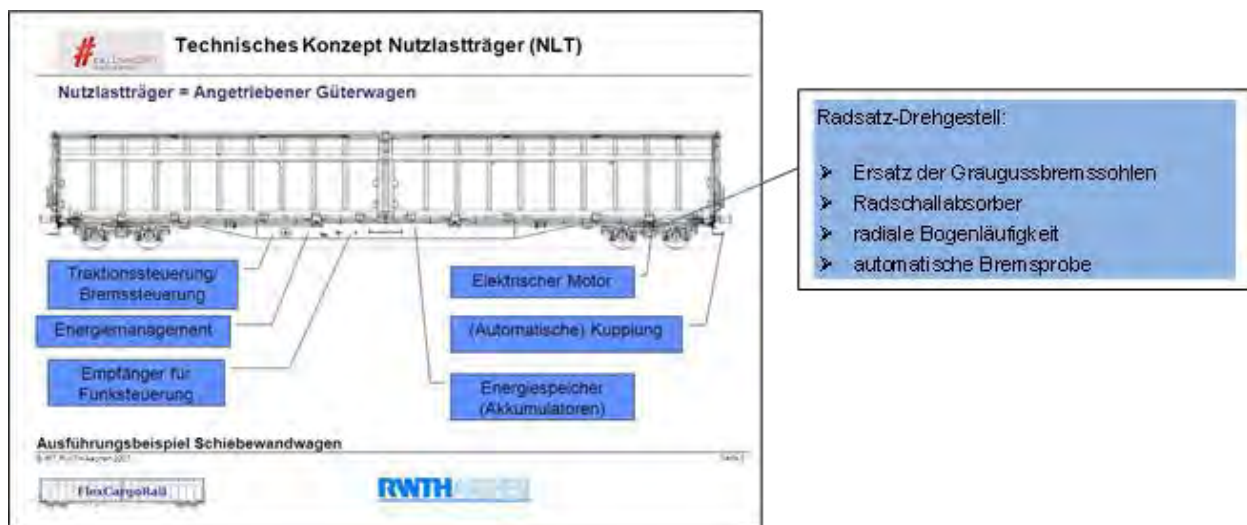 Technisches Konzept Nutzlastträger (NLT)
#
Nutzlastträger = Angetriebener Güterwagen
Traktionssteuerung/
Bremssteuerung
Energiemanagement
Empfänger für
Funksteuerung
Elektrischer Motor
(Automatische) Kupplung
Energiespeicher
(Akkumulatoren)
Ausführungsbeispiel Schiebewandwagen
FlexCargoRail
RWTHAACHEN
Radsatz-Drehgestell:
➢ Ersatz der Graugussbremssohlen
➢ Radschallabsorber
➢ radiale Bogenläufigkeit
➢ automatische Bremsprobe